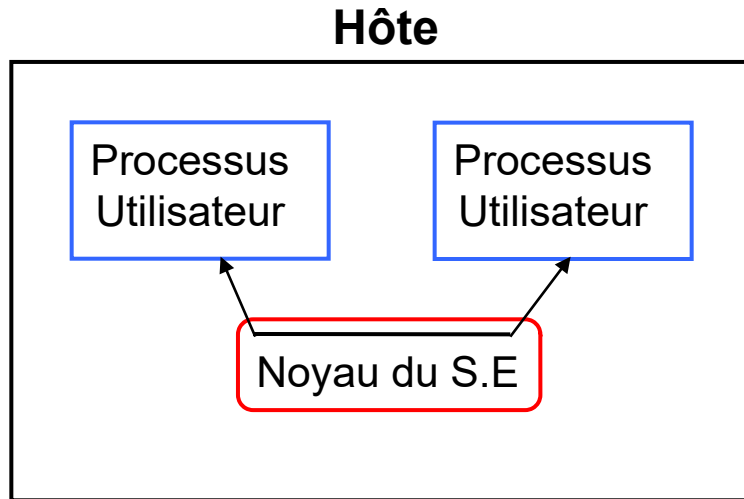 Hôte
Processus
Utilisateur
Processus
Utilisateur
Noyau du S.E